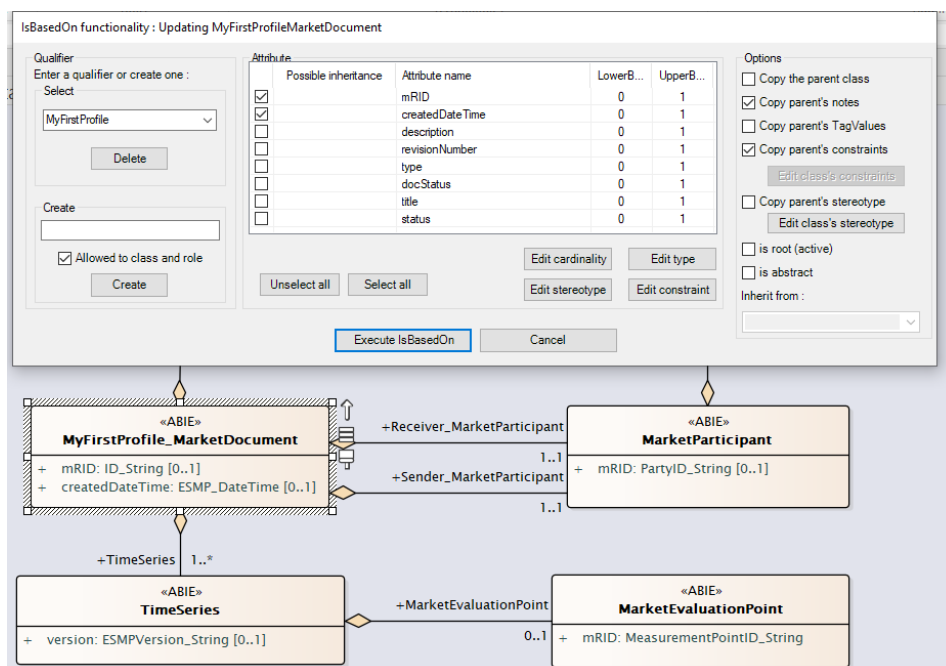 IsBasedOn functionality : Updating MyFirstProfileMarketDocument
Qualifier
Enter a qualifier or create one :
Select
MyFirstProfile
Delete
Create
Allowed to class and role
Create
Attribute
Possible inheritance Attribute name LowerB... UpperB...
mRID 0 1
createdDateTime 0 1
description 0 1
revisionNumber 0 1
type 0 1
docStatus 0 1
title 0 1
status 0 1
Edit cardinality Edit type
Unselect all Select all Edit stereotype Edit constraint
Options
Copy the parent class
Copy parent's notes
Copy parent's TagValues
Copy parent's constraints
Edit class's constraints
Copy parent's stereotype
Edit class's stereotype
is root (active)
is abstract
Inherit from :
Execute IsBasedOn Cancel
«ABIE»
MyFirstProfile_MarketDocument
+ mRID: ID_String [0..1]
+ createdDateTime: ESMP_DateTime [0..1]
+Receiver_MarketParticipant
1..1
+Sender_MarketParticipant
1..1
«ABIE»
MarketParticipant
+ mRID: PartyID_String [0..1]
+TimeSeries 1..*
«ABIE»
TimeSeries
+ version: ESMPVersion_String [0..1]
+MarketEvaluationPoint
0..1
«ABIE»
MarketEvaluationPoint
+ mRID: MeasurementPointID_String